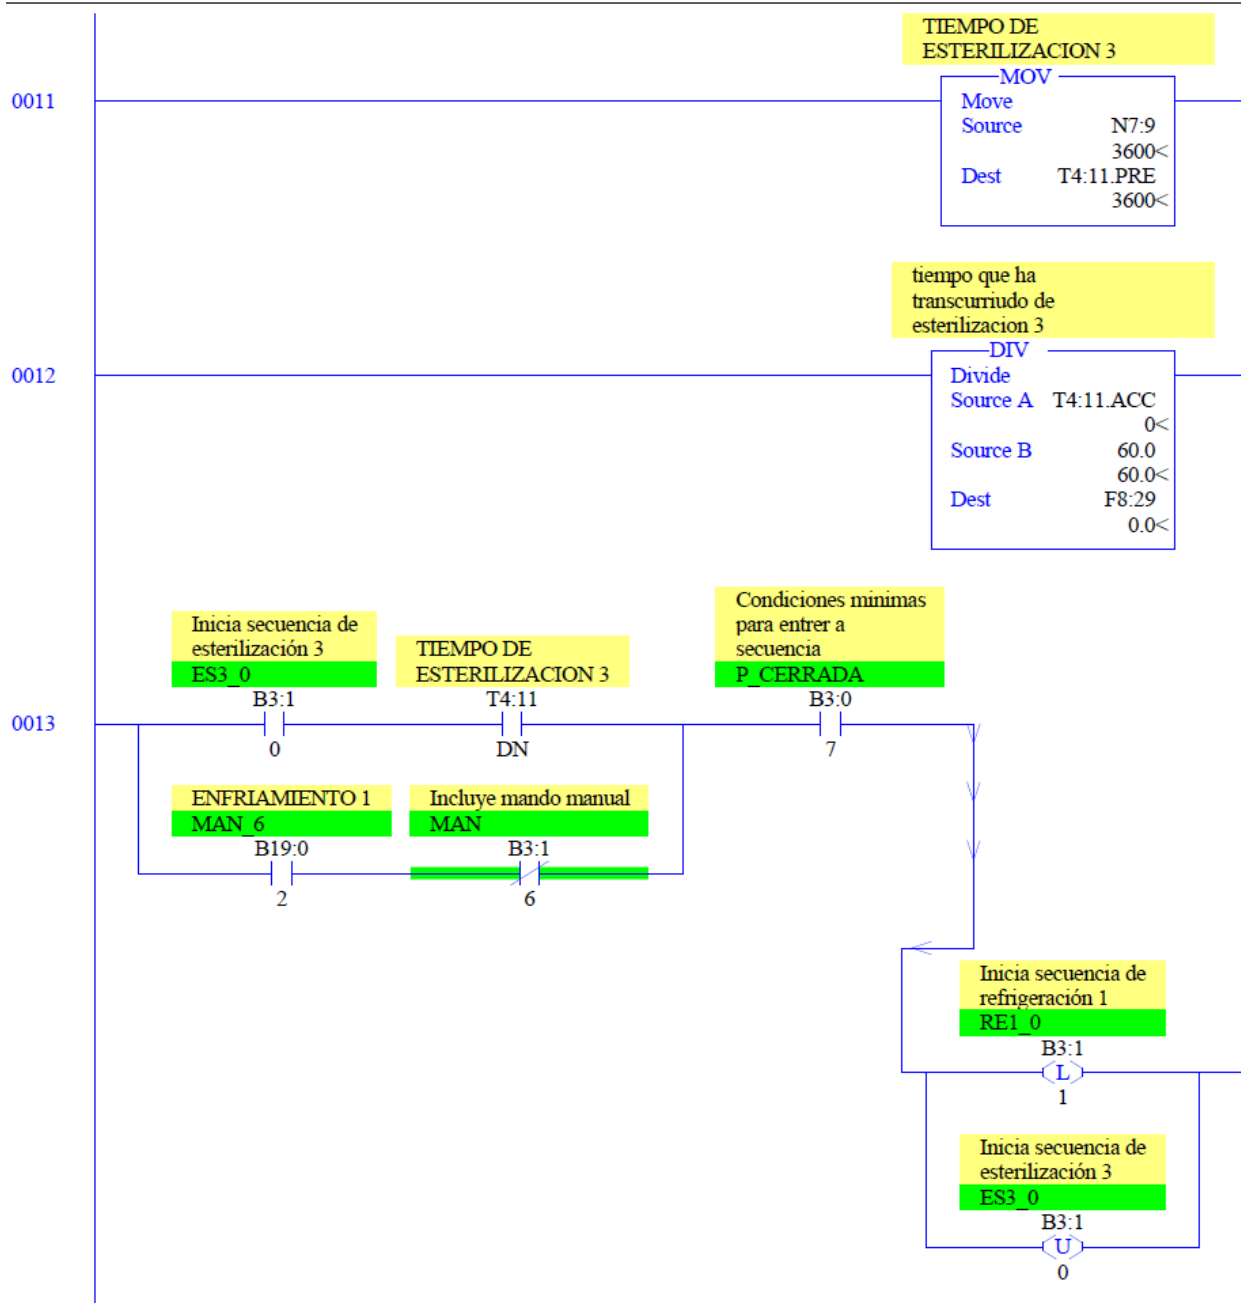 TIEMPO DE
ESTERILIZACION 3
MOV
0011
Move
Source N7:9
3600<
Dest T4:11.PRE
3600<
tiempo que ha
transcurriudo de
esterilizacion 3
DIV
0012
Divide
Source A T4:11.ACC
0<
Source B 60.0
60.0<
Dest F8:29
0.0<
Inicia secuencia de
esterilización 3
ES3_0
B3:1
0
TIEMPO DE
ESTERILIZACION 3
T4:11
DN
Condiciones minimas
para entrer a
secuencia
P_CERRADA
B3:0
7
0013
ENFRIAMIENTO 1
MAN_6
B19:0
2
Incluye mando manual
MAN
B3:1
6
Inicia secuencia de
refrigeración 1
RE1_0
B3:1
L
1
Inicia secuencia de
esterilización 3
ES3_0
B3:1
U
0